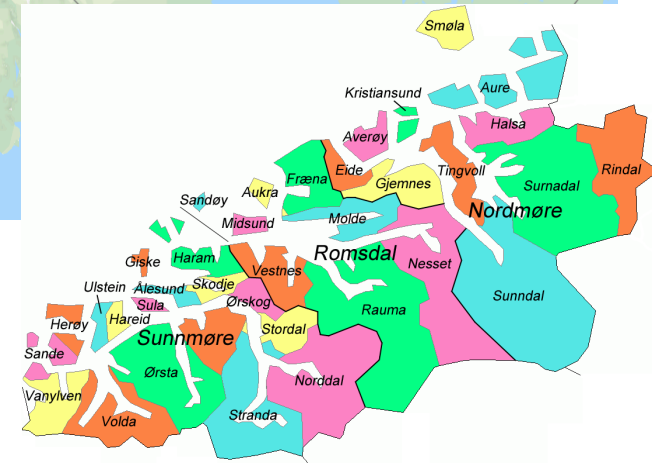 Smøla
Aure
Kristiansund
Halsa
Averøy
Rindal
Eide
Tingvoll
Fræna
Gjemnes
Surnadal
Aukra
Sandøy
Nordmøre
Midsund
Molde
Romsdal
Haram
Giske
Nesset
Vestnes
Skodje
Ulstein
Ålesund
Sunndal
Ørskog
Sula
Rauma
Hareid
Herøy
Stordal
Sunnmøre
Sande
Ørsta
Norddal
Vanylven
Stranda
Volda